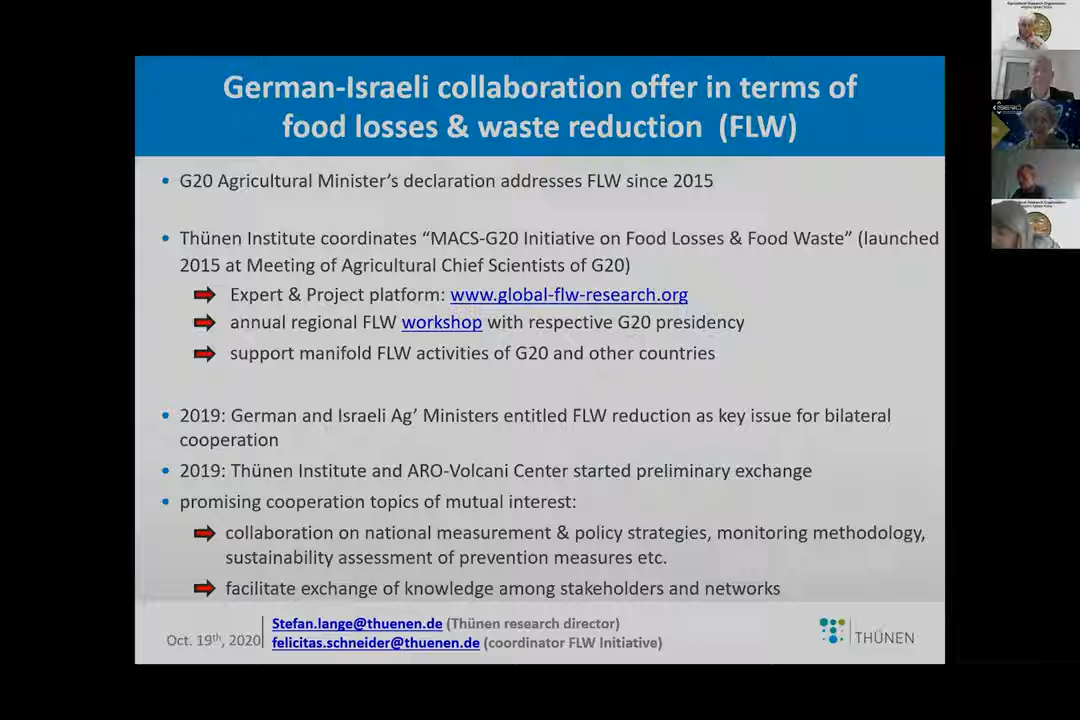 German-Israeli collaboration offer in terms of
food losses & waste reduction (FLW)
• G20 Agricultural Minister’s declaration addresses FLW since 2015
• Thünen Institute coordinates “MACS-G20 Initiative on Food Losses & Food Waste” (launched
2015 at Meeting of Agricultural Chief Scientists of G20)
Expert & Project platform: www.global-flw-research.org
annual regional FLW workshop with respective G20 presidency
support manifold FLW activities of G20 and other countries
• 2019: German and Israeli Ag’ Ministers entitled FLW reduction as key issue for bilateral
cooperation
• 2019: Thünen Institute and ARO-Volcani Center started preliminary exchange
• promising cooperation topics of mutual interest:
collaboration on national measurement & policy strategies, monitoring methodology,
sustainability assessment of prevention measures etc.
facilitate exchange of knowledge among stakeholders and networks
Oct. 19th, 2020
Stefan.lange@thuenen.de (Thünen research director)
felicitas.schneider@thuenen.de (coordinator FLW Initiative)
THÜNEN